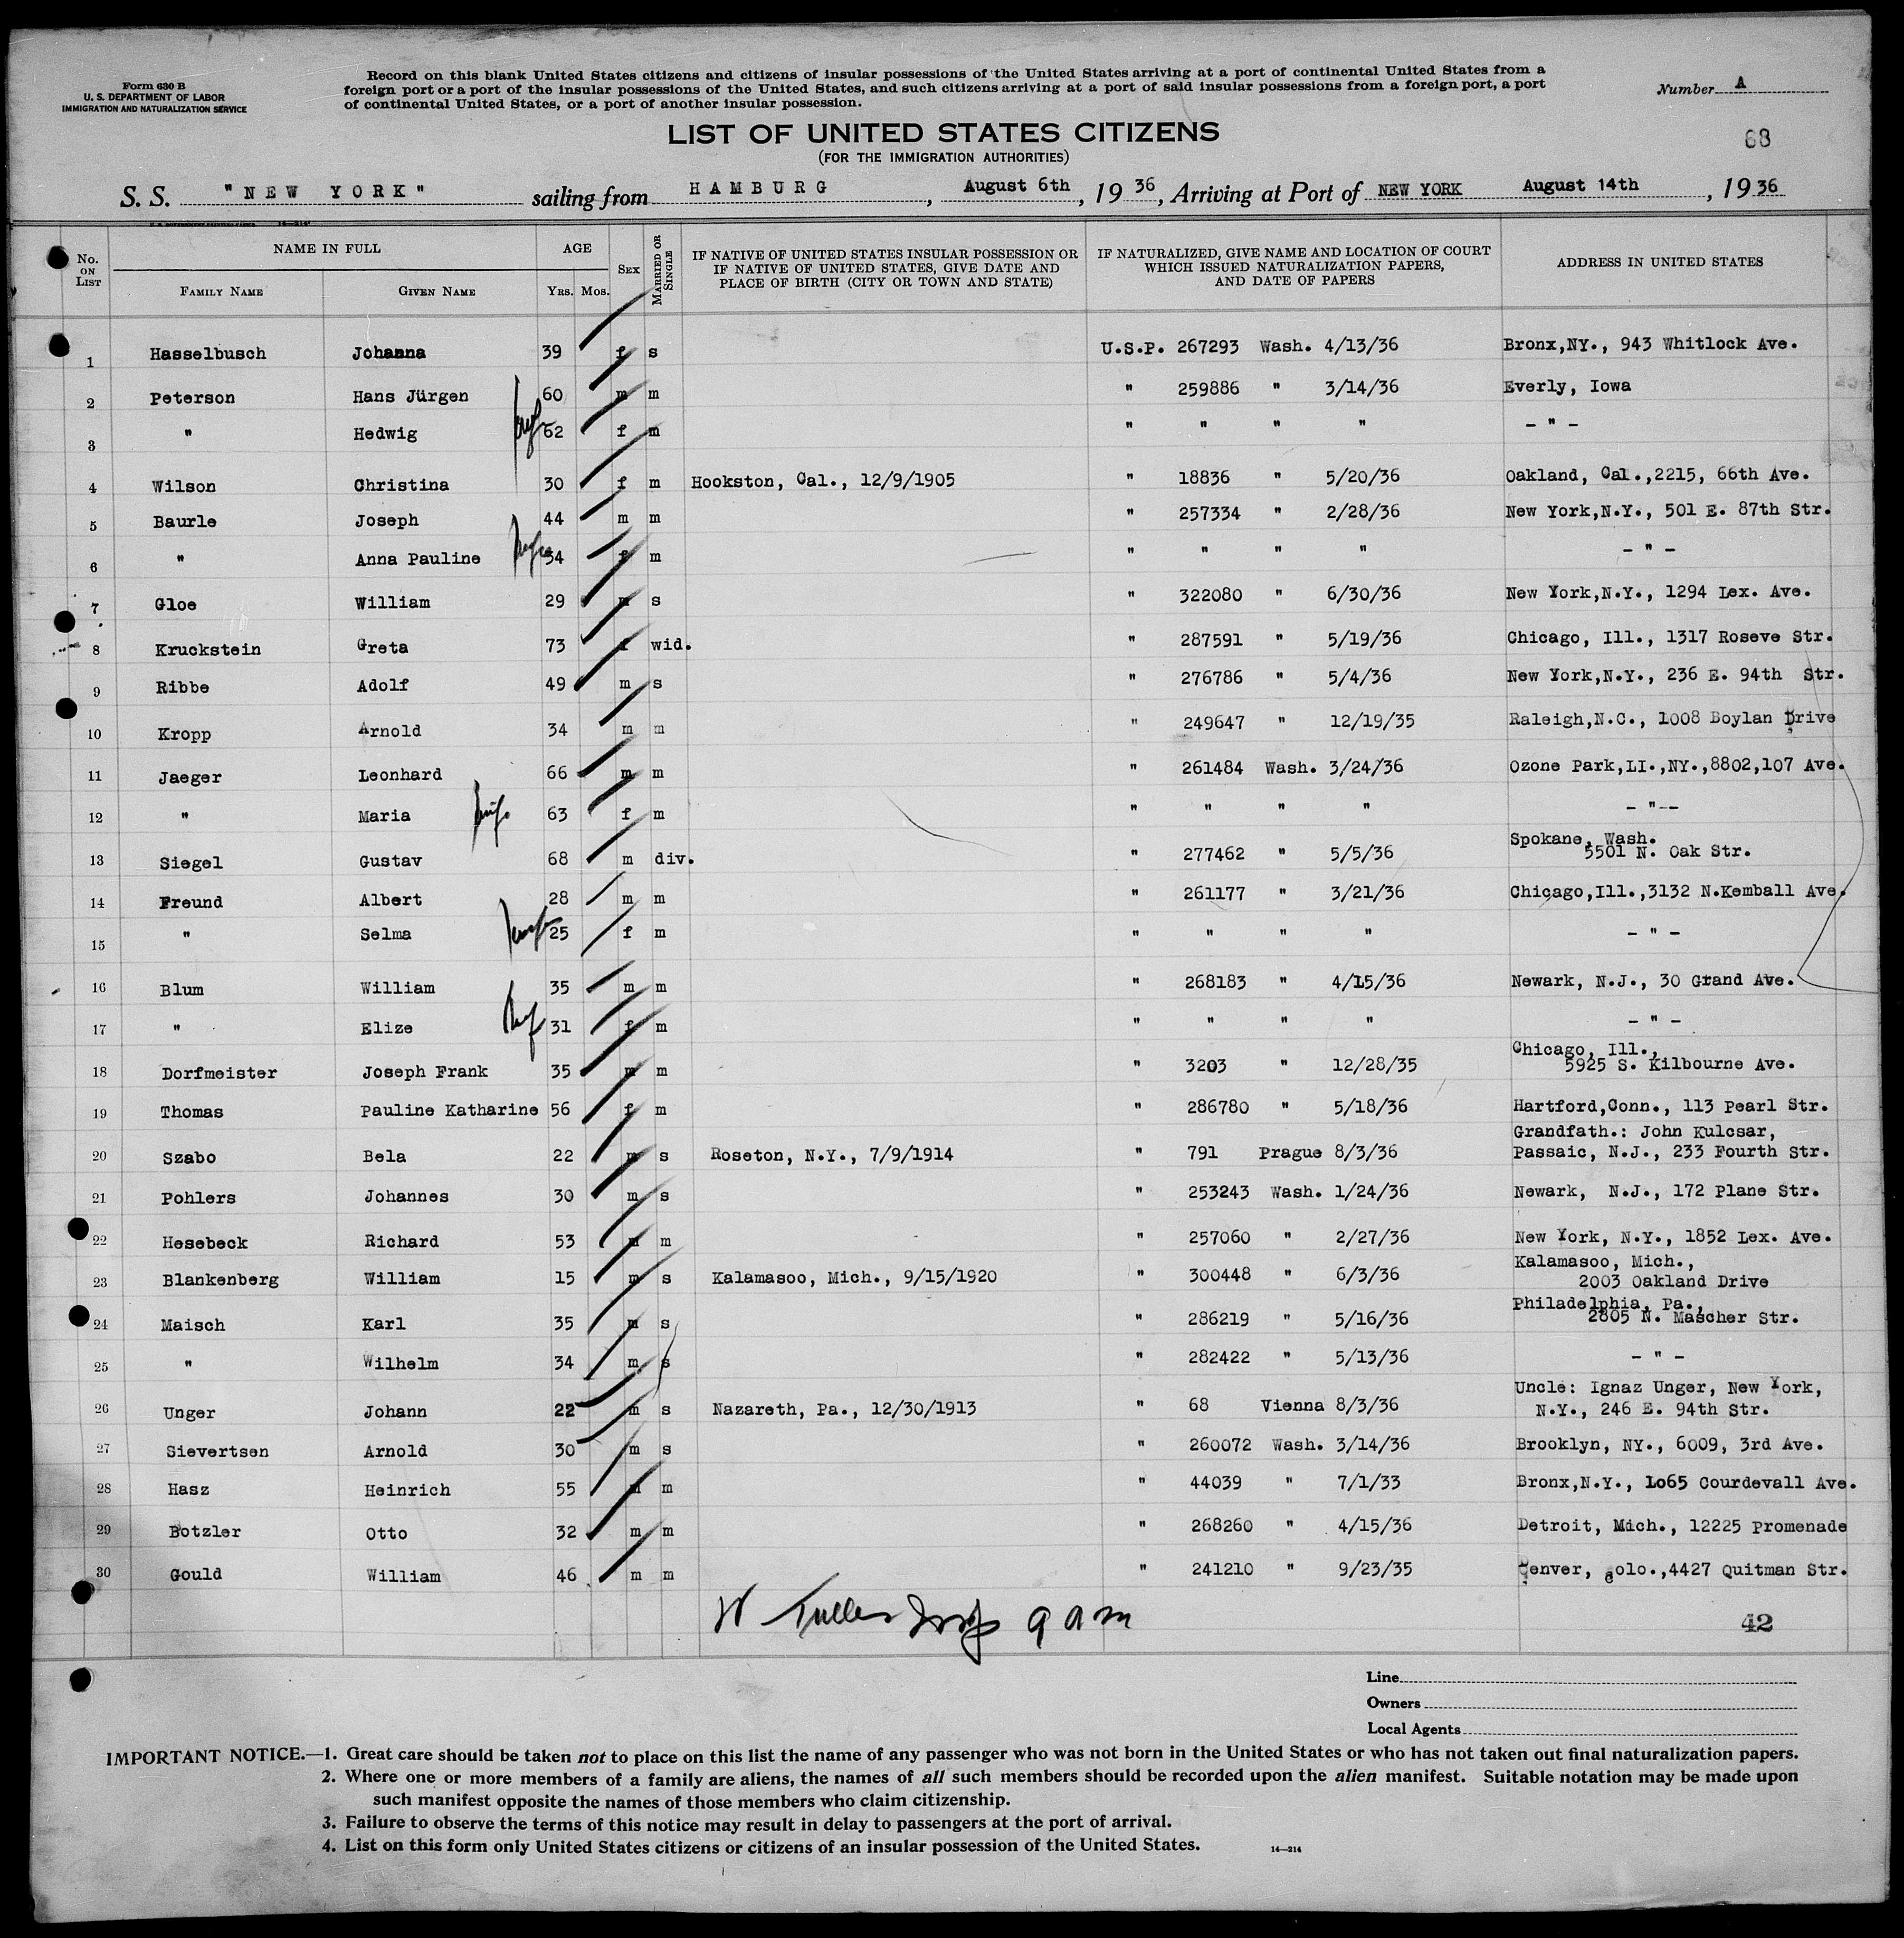 Form 630 B
U. S. DEPARTMENT OF LABOR
IMMIGRATION AND NATURALIZATION SERVICE
Record on this blank United States citizens and citizens of insular possessions of the United States arriving at a port of continental United States from a
foreign port or a port of the insular possessions of the United States, and such citizens arriving at a port of said insular possessions from a foreign port, a port
of continental United States, or a port of another insular possession.
Number A
68
LIST OF UNITED STATES CITIZENS
(FOR THE IMMIGRATION AUTHORITIES)
S. S. "NEW YORK" sailing from HAMBURG, August 6th, 1936, Arriving at Port of NEW YORK August 14th, 1936
No. ON LIST NAME IN FULL AGE SEX MARRIED OR SINGLE IF NATIVE OF UNITED STATES INSULAR POSSESSION OR IF NATIVE OF UNITED STATES, GIVE DATE AND PLACE OF BIRTH (CITY OR TOWN AND STATE) IF NATURALIZED, GIVE NAME AND LOCATION OF COURT WHICH ISSUED NATURALIZATION PAPERS, AND DATE OF PAPERS ADDRESS IN UNITED STATES
FAMILY NAME GIVEN NAME YRS. MOS.
1 Hasselbusch Johanna 39 f s U.S.P. 267293 Wash. 4/13/36 Bronx,NY., 943 Whitlock Ave.
2 Peterson Hans Jürgen 60 m m " 259886 " 3/14/36 Everly, Iowa
3 " Hedwig 62 f m " " " " - " -
4 Wilson Christina 30 f m Hookston, Cal., 12/9/1905 " 18836 " 5/20/36 Oakland, Cal.,2215, 66th Ave.
5 Baurle Joseph 44 m m " 257334 " 2/28/36 New York,N.Y., 501 E. 87th Str.
6 " Anna Pauline 34 f m " " " " - " -
7 Gloe William 29 m s " 322080 " 6/30/36 New York,N.Y., 1294 Lex. Ave.
8 Kruckstein Greta 73 f wid. " 287591 " 5/19/36 Chicago, Ill., 1317 Roseve Str.
9 Ribbe Adolf 49 m s " 276786 " 5/4/36 New York,N.Y., 236 E. 94th Str.
10 Kropp Arnold 34 m m " 249647 " 12/19/35 Raleigh,N.C., 1008 Boylan Drive
11 Jaeger Leonhard 66 m m " 261484 Wash. 3/24/36 Ozone Park,LI.,NY.,8802,107 Ave.
12 " Maria 63 f m " " " " - "--
13 Siegel Gustav 68 m div. " 277462 " 5/5/36 Spokane, Wash.
5501 N. Oak Str.
14 Freund Albert 28 m m " 261177 " 3/21/36 Chicago,Ill.,3132 N.Kemball Ave.
15 " Selma 25 f m " " " " - " -
16 Blum William 35 m m " 268183 " 4/15/36 Newark, N.J., 30 Grand Ave.
17 " Elize 31 f m " " " " - " -
18 Dorfmeister Joseph Frank 35 m m " 3203 " 12/28/35 Chicago, Ill.,
5925 S. Kilbourne Ave.
19 Thomas Pauline Katharine 56 f m " 286780 " 5/18/36 Hartford,Conn., 113 Pearl Str.
20 Szabo Bela 22 m s Roseton, N.Y., 7/9/1914 " 791 Prague 8/3/36 Grandfath.: John Kulcsar,
Passaic, N.J., 233 Fourth Str.
21 Pohlers Johannes 30 m s " 253243 Wash. 1/24/36 Newark, N.J., 172 Plane Str.
22 Hesebeck Richard 53 m m " 257060 " 2/27/36 New York, N.Y., 1852 Lex. Ave.
23 Blankenberg William 15 m s Kalamasoo, Mich., 9/15/1920 " 300448 " 6/3/36 Kalamasoo, Mich.,
2003 Oakland Drive
24 Maisch Karl 35 m s " 286219 " 5/16/36 Philadelphia, Pa.,
2805 N. Mascher Str.
25 " Wilhelm 34 m s " 282422 " 5/13/36 - " -
26 Unger Johann 22 m s Nazareth, Pa., 12/30/1913 " 68 Vienna 8/3/36 Uncle: Ignaz Unger, New York,
N.Y., 246 E. 94th Str.
27 Sievertsen Arnold 30 m s " 260072 Wash. 3/14/36 Brooklyn, NY., 6009, 3rd Ave.
28 Hasz Heinrich 55 m m " 44039 " 7/1/33 Bronx,N.Y., 1o65 Courdevall Ave.
29 Botzler Otto 32 m m " 268260 " 4/15/36 Detroit, Mich., 12225 Promenade
30 Gould William 46 m m " 241210 " 9/23/35 Denver, Colo.,4427 Quitman Str.
9 am
42
Line
Owners
Local Agents
IMPORTANT NOTICE.—1. Great care should be taken not to place on this list the name of any passenger who was not born in the United States or who has not taken out final naturalization papers.
2. Where one or more members of a family are aliens, the names of all such members should be recorded upon the alien manifest. Suitable notation may be made upon
such manifest opposite the names of those members who claim citizenship.
3. Failure to observe the terms of this notice may result in delay to passengers at the port of arrival.
4. List on this form only United States citizens or citizens of an insular possession of the United States.
14—214